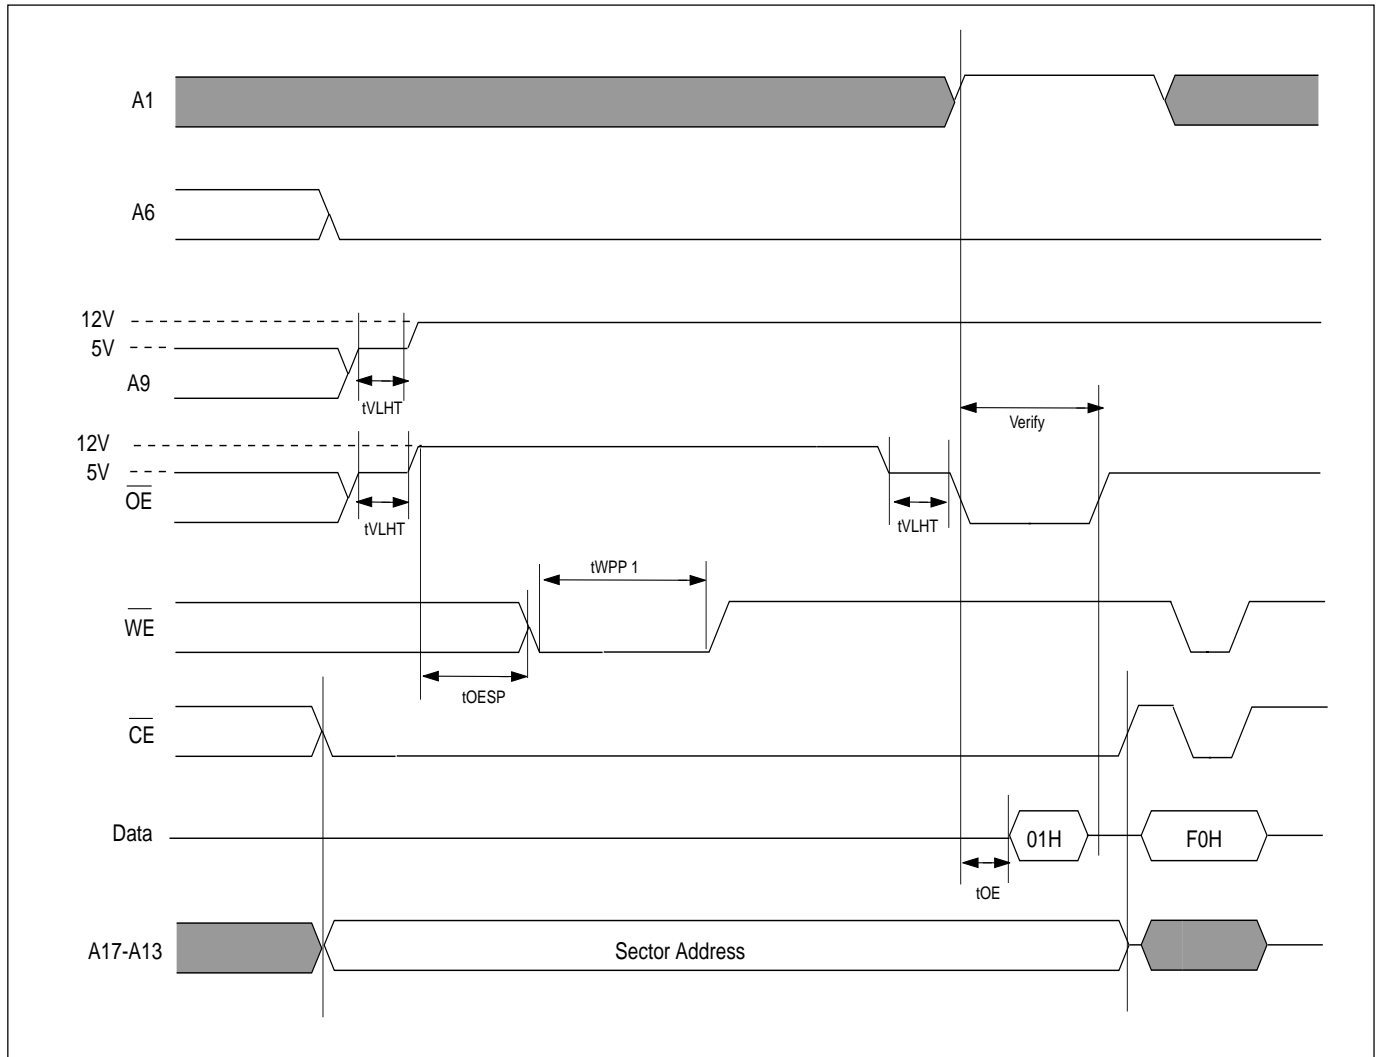 A1
A6
12V
5V
A9
tVLHT
Verify
12V
5V
OE
tVLHT
tVLHT
tWPP 1
WE
tOESP
CE
Data
01H
F0H
tOE
A17-A13
Sector Address